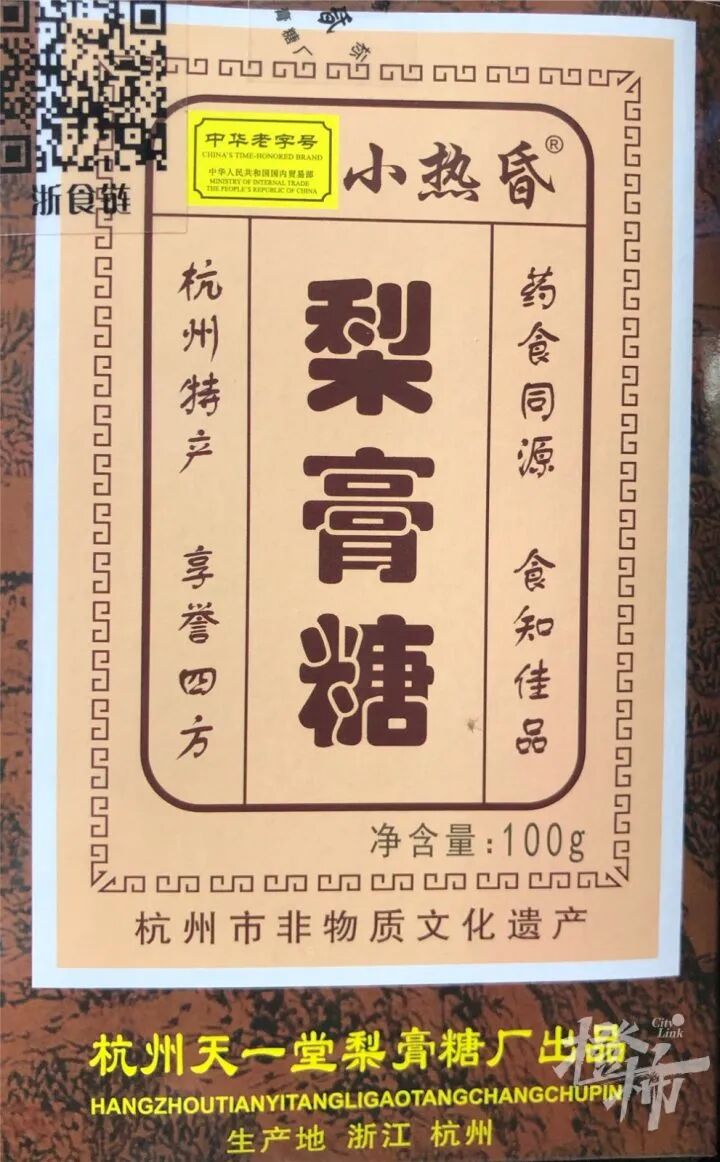 浙食链
中华老字号
CHINA'S TIME-HONORED BRAND
中华人民共和国国内贸易部
MINISTRY OF INTERNAL TRADE
THE PEOPLE'S REPUBLIC OF CHINA
小热昏®
药食同源 食知佳品
梨膏糖
杭州特产 享誉四方
净含量:100g
杭州市非物质文化遗产
杭州天一堂梨膏糖厂出品
HANGZHOUTIANYITANGLIGAOTANGCHANGCHUPIN
生产地 浙江 杭州
City Link
橙柿